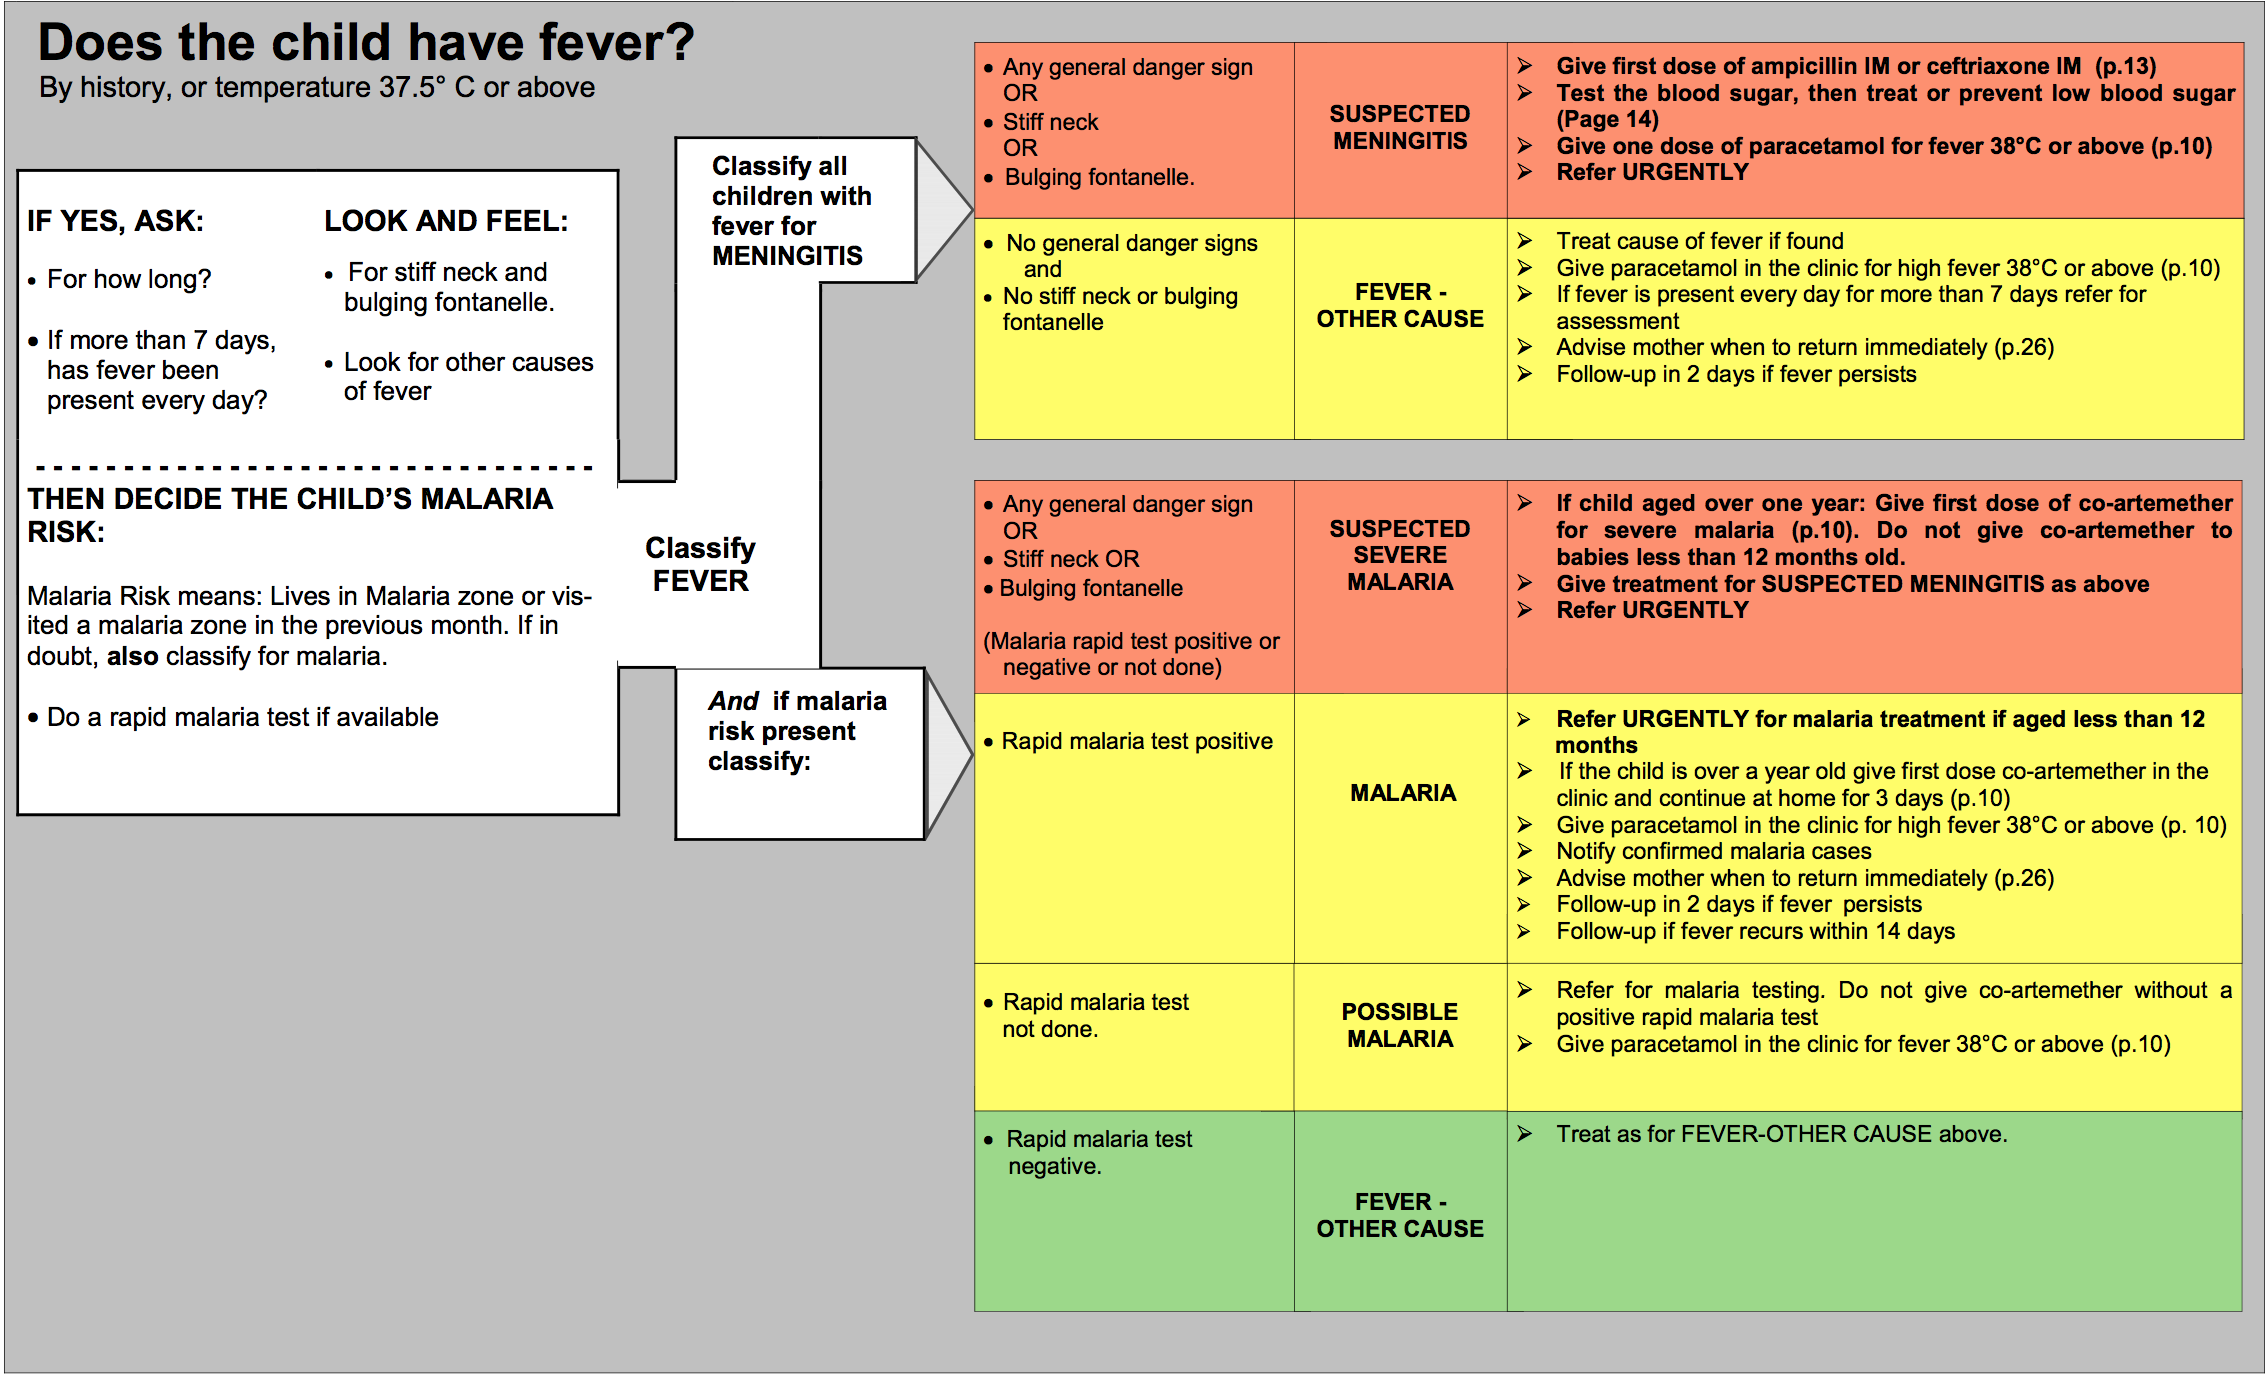 Does the child have fever?
By history, or temperature 37.5° C or above
IF YES, ASK:
• For how long?
• If more than 7 days,
has fever been
present every day?
LOOK AND FEEL:
• For stiff neck and
bulging fontanelle.
• Look for other causes
of fever
THEN DECIDE THE CHILD’S MALARIA
RISK:
Malaria Risk means: Lives in Malaria zone or vis-
ited a malaria zone in the previous month. If in
doubt, also classify for malaria.
• Do a rapid malaria test if available
Classify
FEVER
Classify all
children with
fever for
MENINGITIS
And if malaria
risk present
classify:
• Any general danger sign
OR
• Stiff neck
OR
• Bulging fontanelle.
SUSPECTED
MENINGITIS
➢ Give first dose of ampicillin IM or ceftriaxone IM (p.13)
➢ Test the blood sugar, then treat or prevent low blood sugar
(Page 14)
➢ Give one dose of paracetamol for fever 38°C or above (p.10)
➢ Refer URGENTLY
• No general danger signs
and
• No stiff neck or bulging
fontanelle
FEVER -
OTHER CAUSE
➢ Treat cause of fever if found
➢ Give paracetamol in the clinic for high fever 38°C or above (p.10)
➢ If fever is present every day for more than 7 days refer for
assessment
➢ Advise mother when to return immediately (p.26)
➢ Follow-up in 2 days if fever persists
• Any general danger sign
OR
• Stiff neck OR
• Bulging fontanelle
(Malaria rapid test positive or
negative or not done)
SUSPECTED
SEVERE
MALARIA
➢ If child aged over one year: Give first dose of co-artemether
for severe malaria (p.10). Do not give co-artemether to
babies less than 12 months old.
➢ Give treatment for SUSPECTED MENINGITIS as above
➢ Refer URGENTLY
• Rapid malaria test positive
MALARIA
➢ Refer URGENTLY for malaria treatment if aged less than 12
months
➢ If the child is over a year old give first dose co-artemether in the
clinic and continue at home for 3 days (p.10)
➢ Give paracetamol in the clinic for high fever 38°C or above (p. 10)
➢ Notify confirmed malaria cases
➢ Advise mother when to return immediately (p.26)
➢ Follow-up in 2 days if fever persists
➢ Follow-up if fever recurs within 14 days
• Rapid malaria test
not done.
POSSIBLE
MALARIA
➢ Refer for malaria testing. Do not give co-artemether without a
positive rapid malaria test
➢ Give paracetamol in the clinic for fever 38°C or above (p.10)
• Rapid malaria test
negative.
FEVER -
OTHER CAUSE
➢ Treat as for FEVER-OTHER CAUSE above.